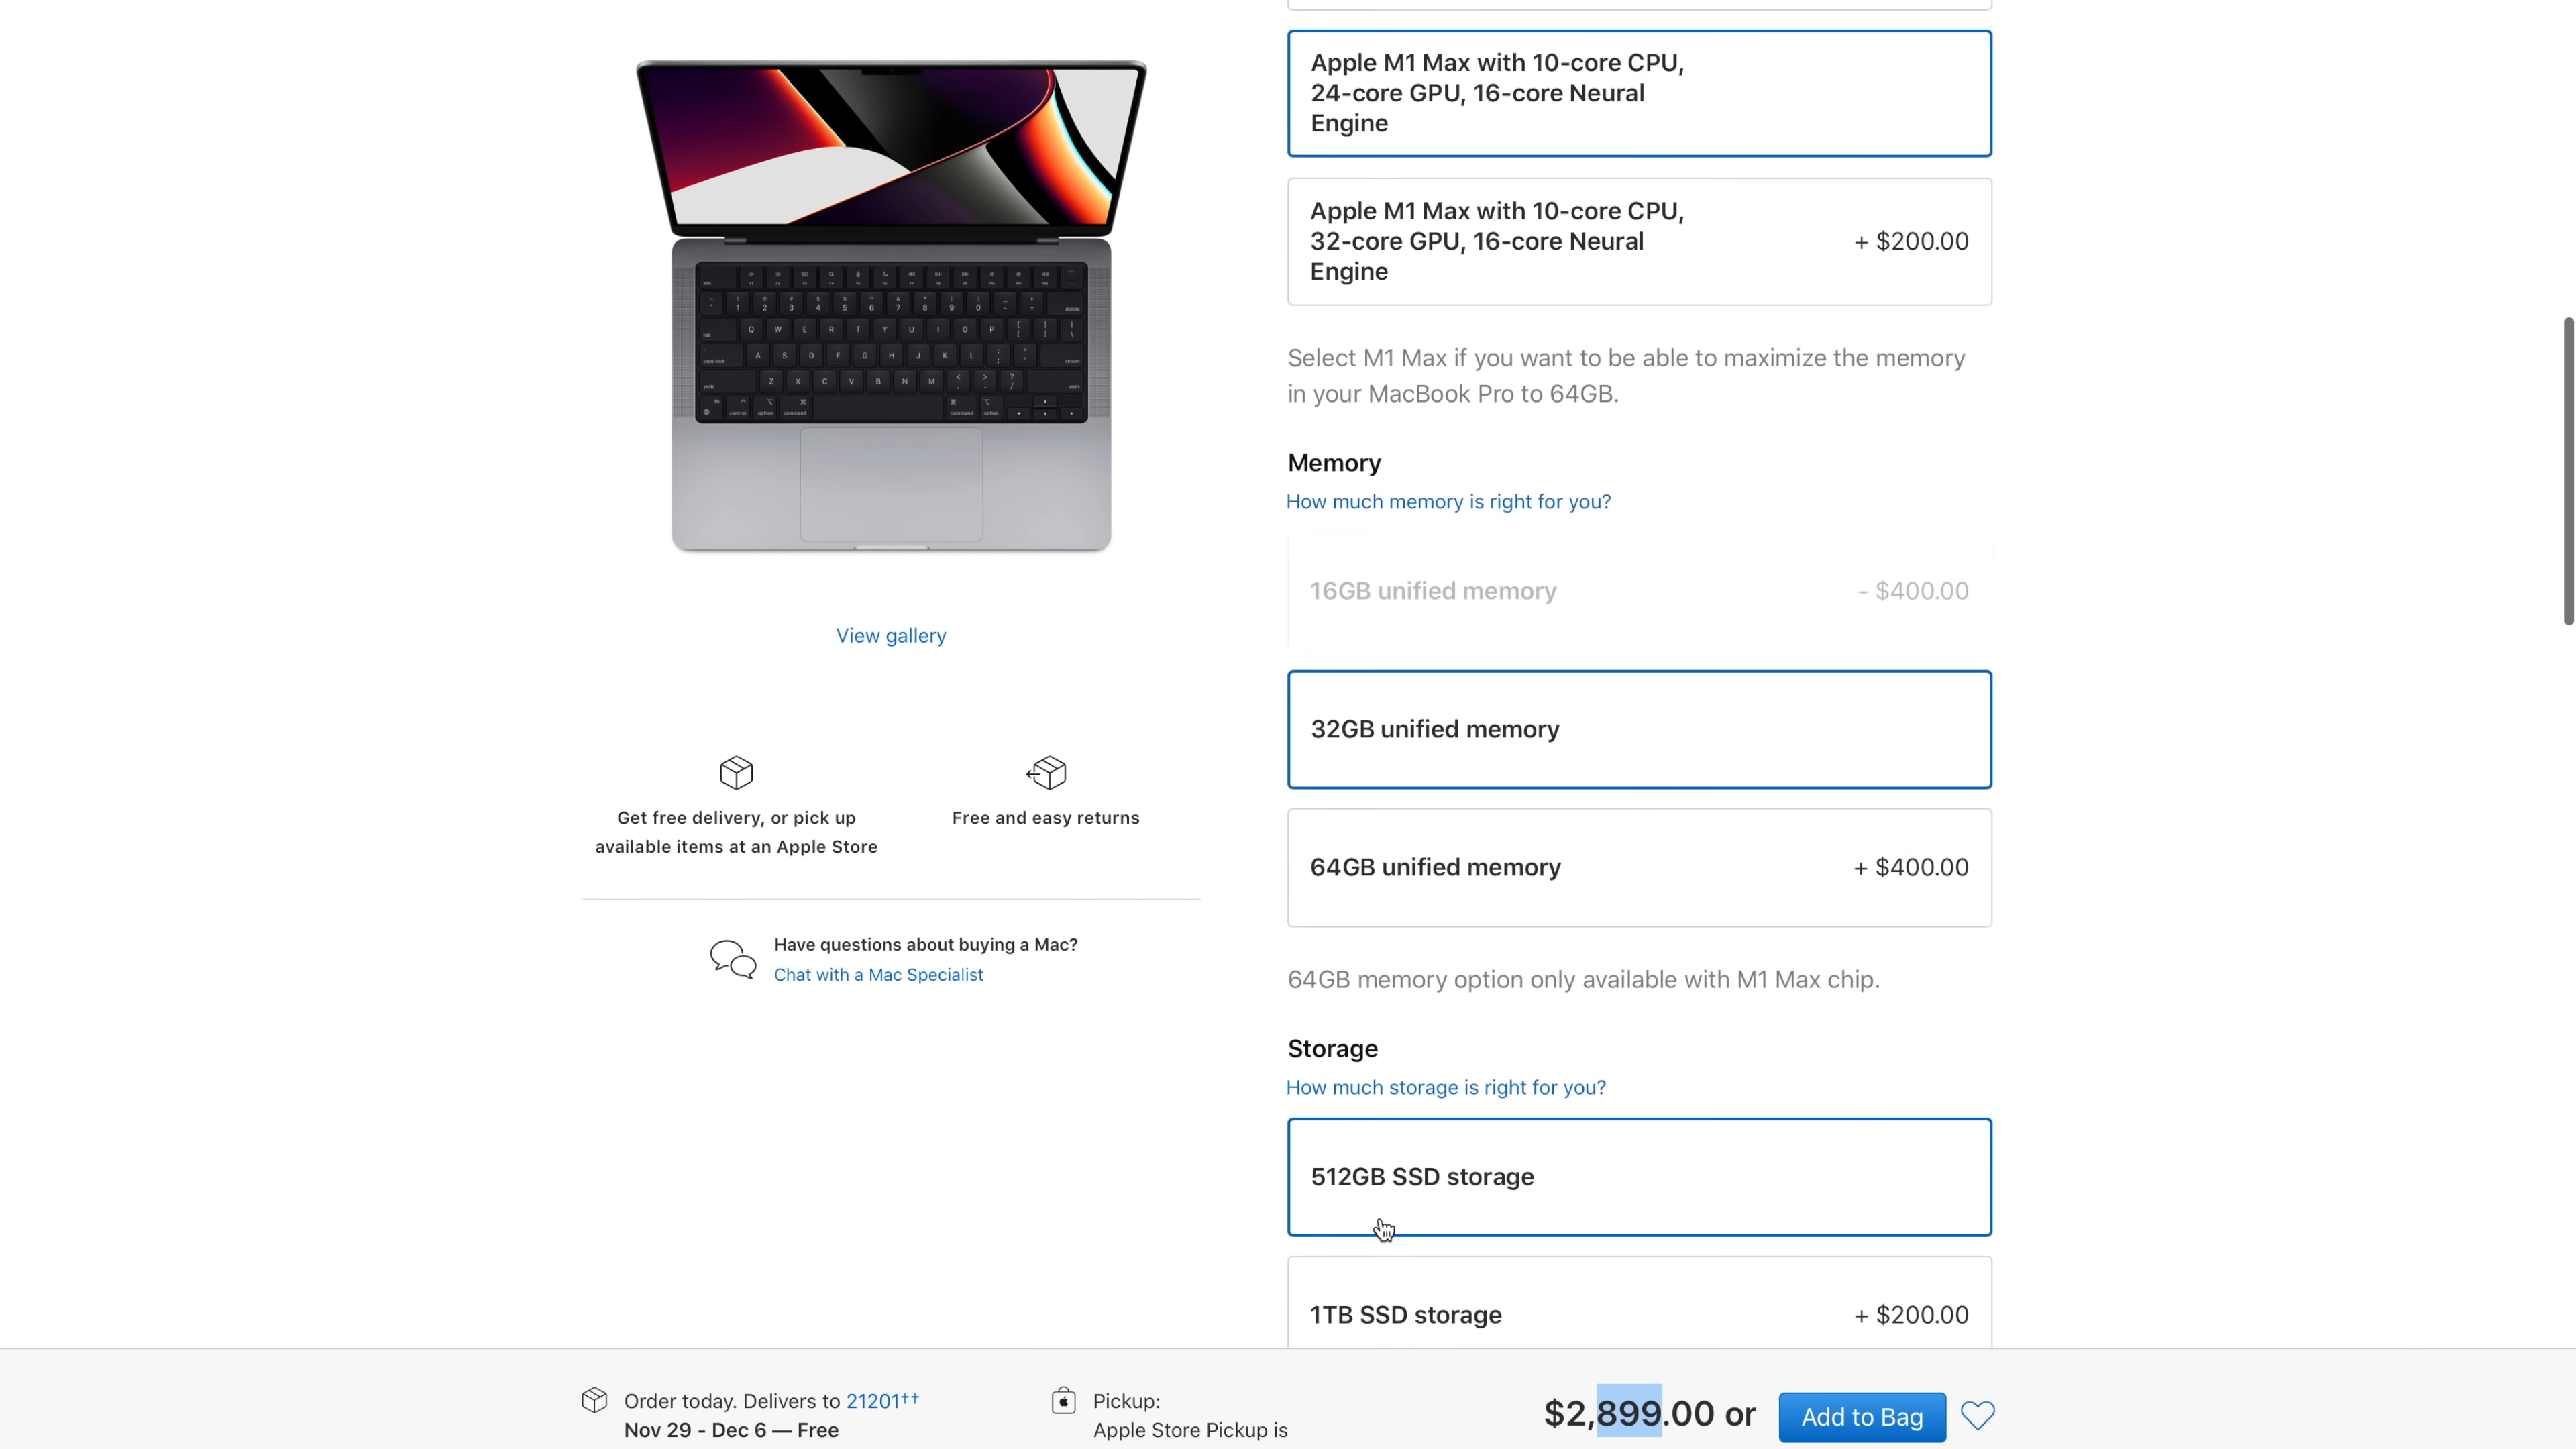 Apple M1 Max with 10-core CPU,
24-core GPU, 16-core Neural
Engine
Apple M1 Max with 10-core CPU,
32-core GPU, 16-core Neural
Engine
+ $200.00
Select M1 Max if you want to be able to maximize the memory
in your MacBook Pro to 64GB.
Memory
How much memory is right for you?
16GB unified memory
- $400.00
32GB unified memory
64GB unified memory
+ $400.00
64GB memory option only available with M1 Max chip.
Storage
How much storage is right for you?
512GB SSD storage
1TB SSD storage
+ $200.00
View gallery
Get free delivery, or pick up
available items at an Apple Store
Free and easy returns
Have questions about buying a Mac?
Chat with a Mac Specialist
Order today. Delivers to 21201††
Nov 29 - Dec 6 — Free
Pickup:
Apple Store Pickup is
$2,899.00 or
Add to Bag